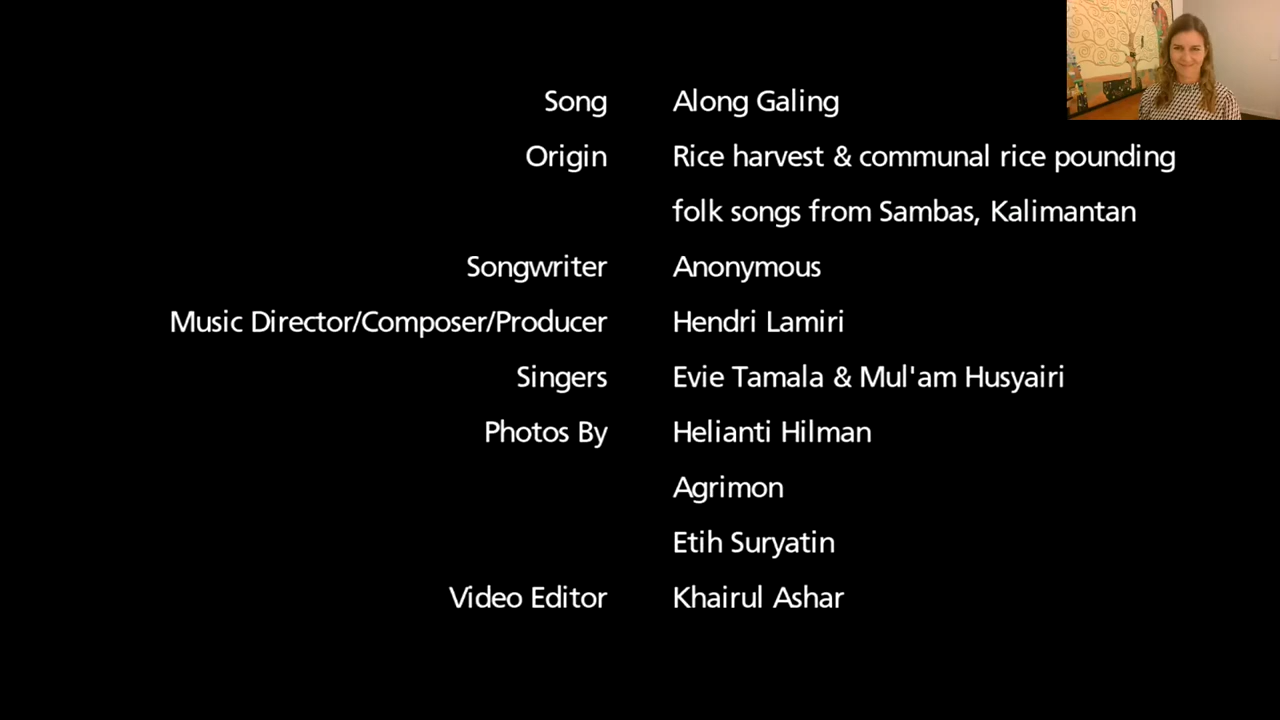 Song Along Galing
Origin Rice harvest & communal rice pounding
folk songs from Sambas, Kalimantan
Songwriter Anonymous
Music Director/Composer/Producer Hendri Lamiri
Singers Evie Tamala & Mul'am Husyairi
Photos By Helianti Hilman
Agrimon
Etih Suryatin
Video Editor Khairul Ashar